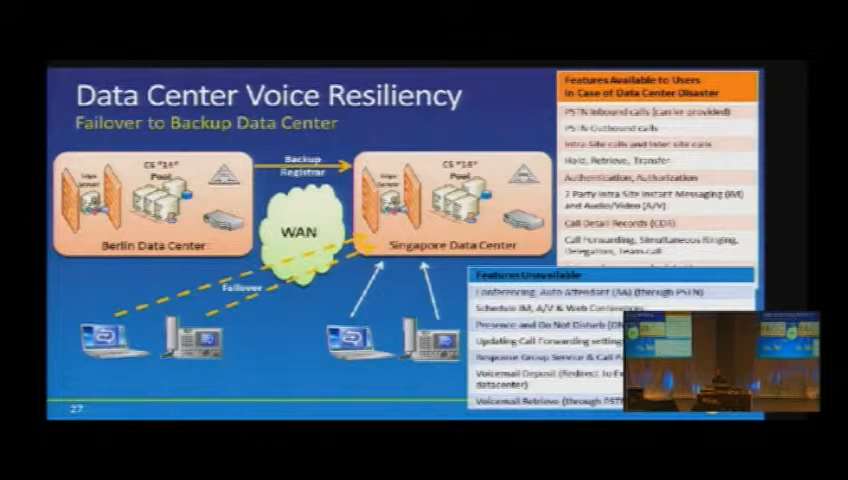 Data Center Voice Resiliency
Failover to Backup Data Center
CS "14"
Pool
Berlin Data Center
Backup
Registrar
WAN
CS "14"
Pool
Singapore Data Center
Failover
Features Available to Users
in Case of Data Center Disaster
PSTN Inbound calls (carrier provided)
PSTN Outbound calls
Intra-Site calls and Inter site calls
Hold, Retrieve, Transfer
Authentication, Authorization
2 Party Intra Site Instant Messaging (IM)
and Audio/Video (A/V)
Call Detail Records (CDR)
Call Forwarding, Simultaneous Ringing,
Delegation, Team-call
Features Unavailable
Conferencing, Auto Attendant (AA) (through PSTN)
Schedule IM, A/V & Web Conferences
Presence and Do Not Disturb
Updating Call Forwarding settings
Response Group Service & Call
Voicemail Deposit (Redirect To
datacenter)
Voicemail Retrieve (through
27